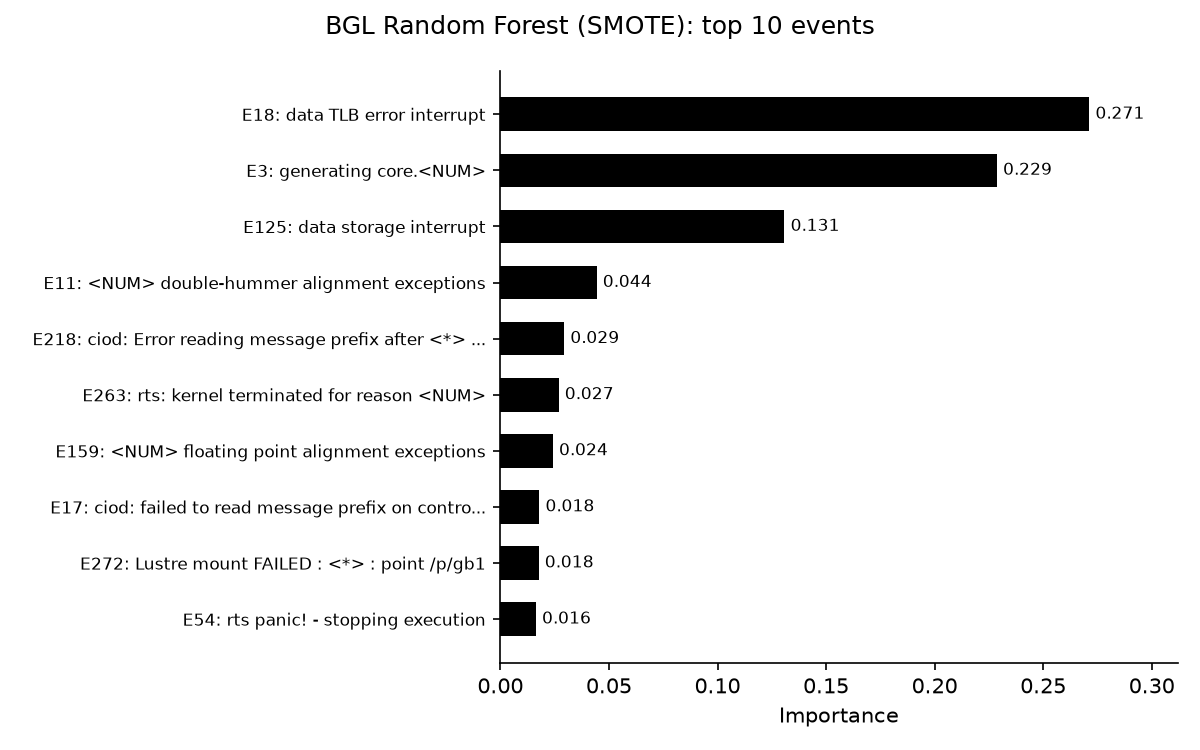 BGL Random Forest (SMOTE): top 10 events
E18: data TLB error interrupt 0.271
E3: generating core.<NUM> 0.229
E125: data storage interrupt 0.131
E11: <NUM> double-hummer alignment exceptions 0.044
E218: ciod: Error reading message prefix after <*> ... 0.029
E263: rts: kernel terminated for reason <NUM> 0.027
E159: <NUM> floating point alignment exceptions 0.024
E17: ciod: failed to read message prefix on contro... 0.018
E272: Lustre mount FAILED : <*> : point /p/gb1 0.018
E54: rts panic! - stopping execution 0.016
0.00 0.05 0.10 0.15 0.20 0.25 0.30
Importance